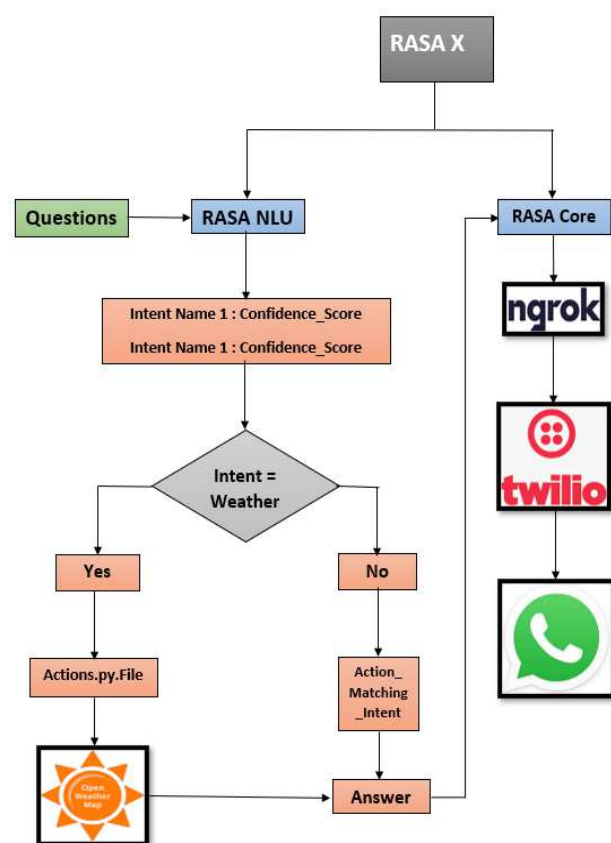 RASA X
Questions
RASA NLU
RASA Core
Intent Name 1 : Confidence_Score
Intent Name 1 : Confidence_Score
ngrok
Intent =
Weather
twilio
Yes
No
Actions.py.File
Action_
Matching
_Intent
Open
Weather
Map
Answer